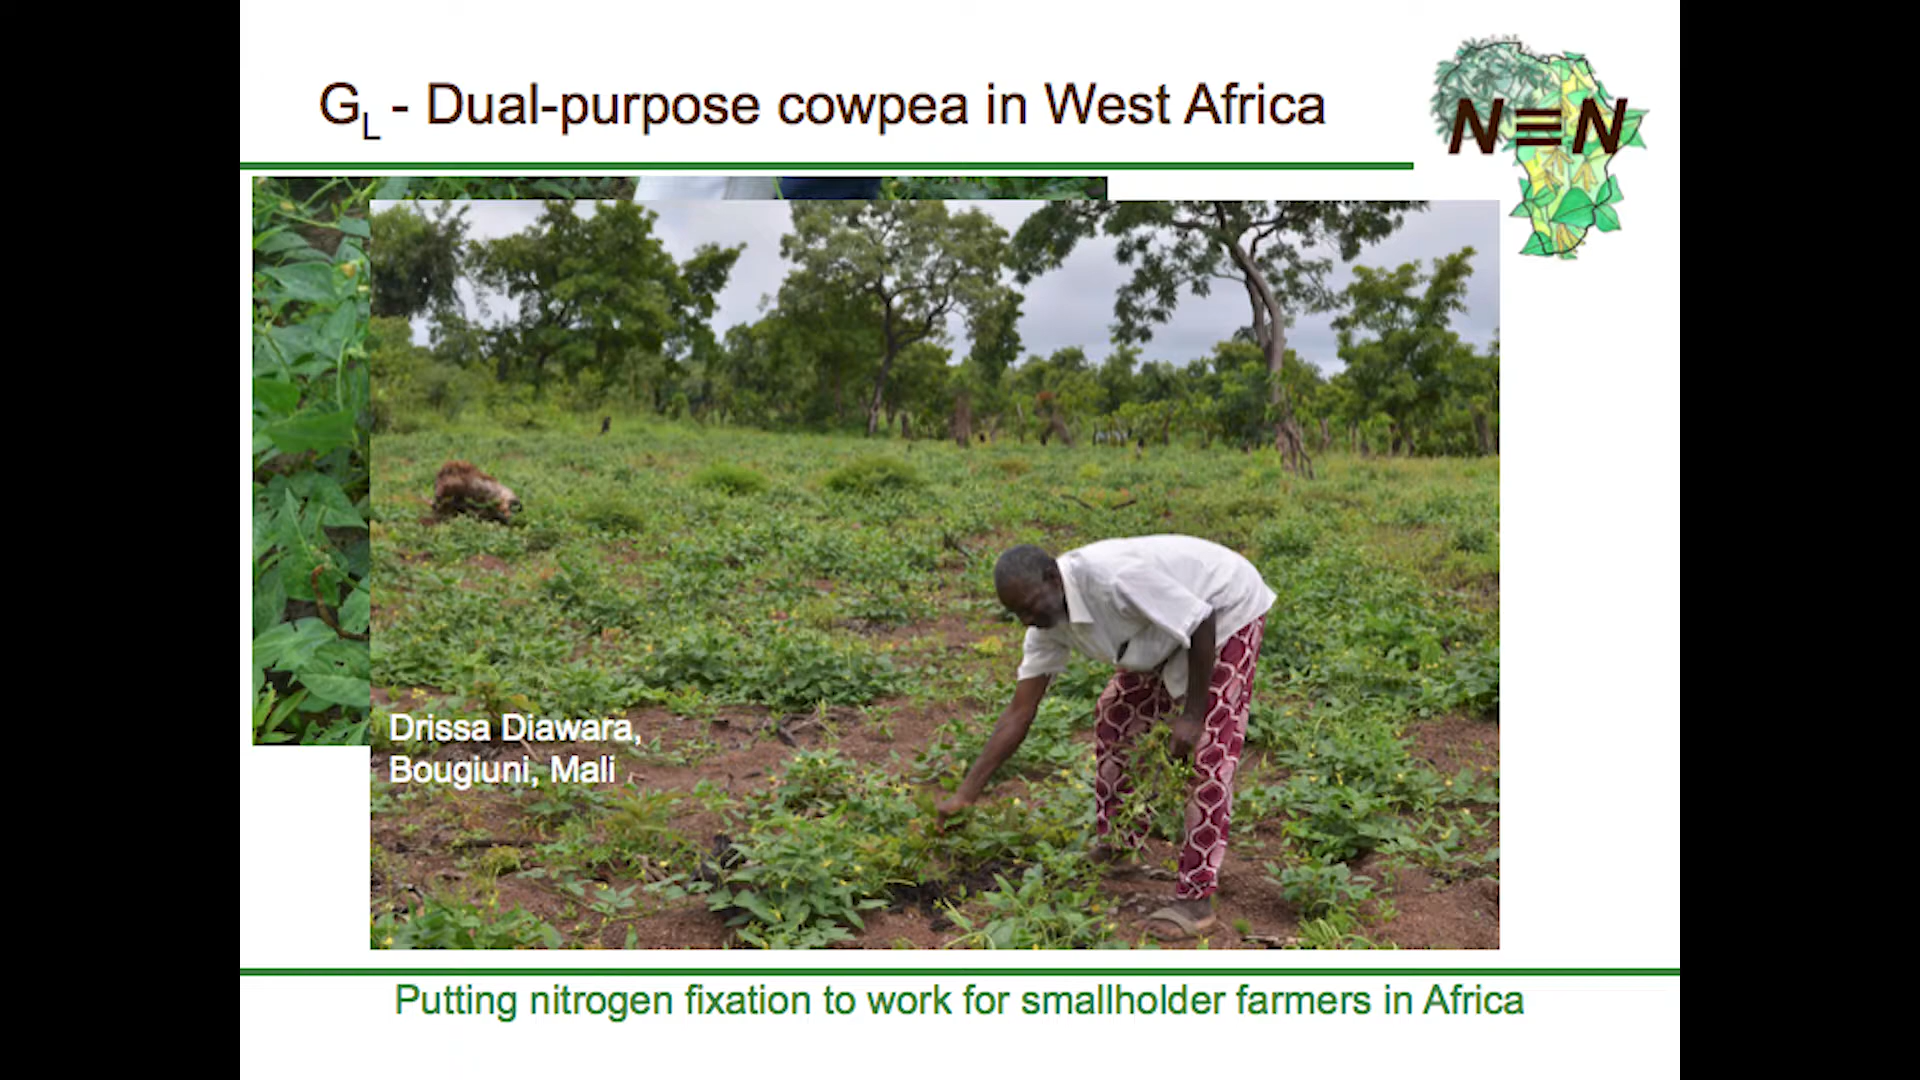 G_L - Dual-purpose cowpea in West Africa
N≡N
Drissa Diawara,
Bougiuni, Mali
Putting nitrogen fixation to work for smallholder farmers in Africa